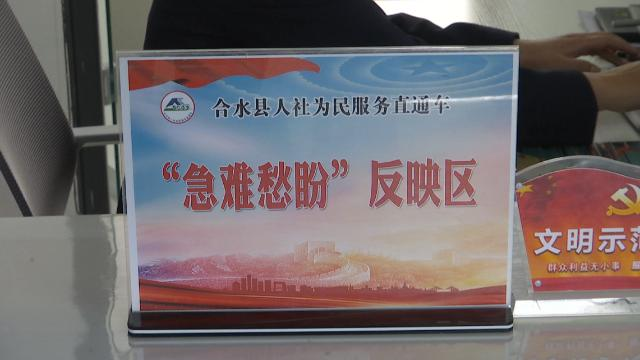 合水县人社为民服务直通车
“急难愁盼”反映区
文明示范
群众利益无小事